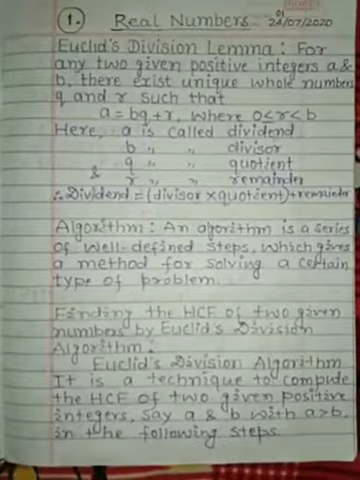 1. Real Numbers 01
24/07/2020
Euclid's Division Lemma : For
any two given positive integers a &
b, there exist unique whole numbers
q and r such that
a = bq + r, where 0<r<b
Here, a is called dividend
b " " divisor
q " " quotient
& r " " remainder
∴ Dividend = (divisor × quotient) + remainder
Algorithm : An algorithm is a series
of well-defined steps, which gives
a method for solving a certain
type of problem.
Finding the HCF of two given
numbers by Euclid's Division
Algorithm :
Euclid's Division Algorithm
It is a technique to compute
the HCF of two given positive
integers, say a & b with a>b,
in the following steps